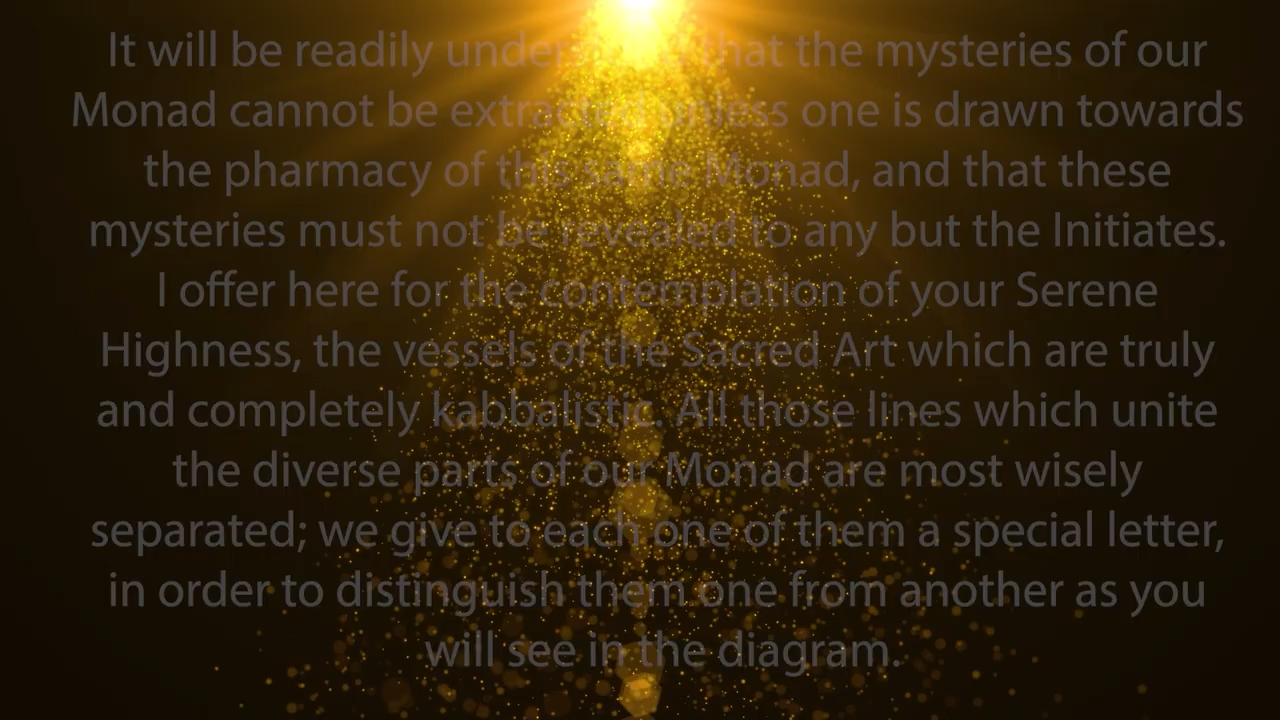 It will be readily understood that the mysteries of our
Monad cannot be extracted unless one is drawn towards
the pharmacy of this same Monad, and that these
mysteries must not be revealed to any but the Initiates.
I offer here for the contemplation of your Serene
Highness, the vessels of the Sacred Art which are truly
and completely kabbalistic. All those lines which unite
the diverse parts of our Monad are most wisely
separated; we give to each one of them a special letter,
in order to distinguish them one from another as you
will see in the diagram.